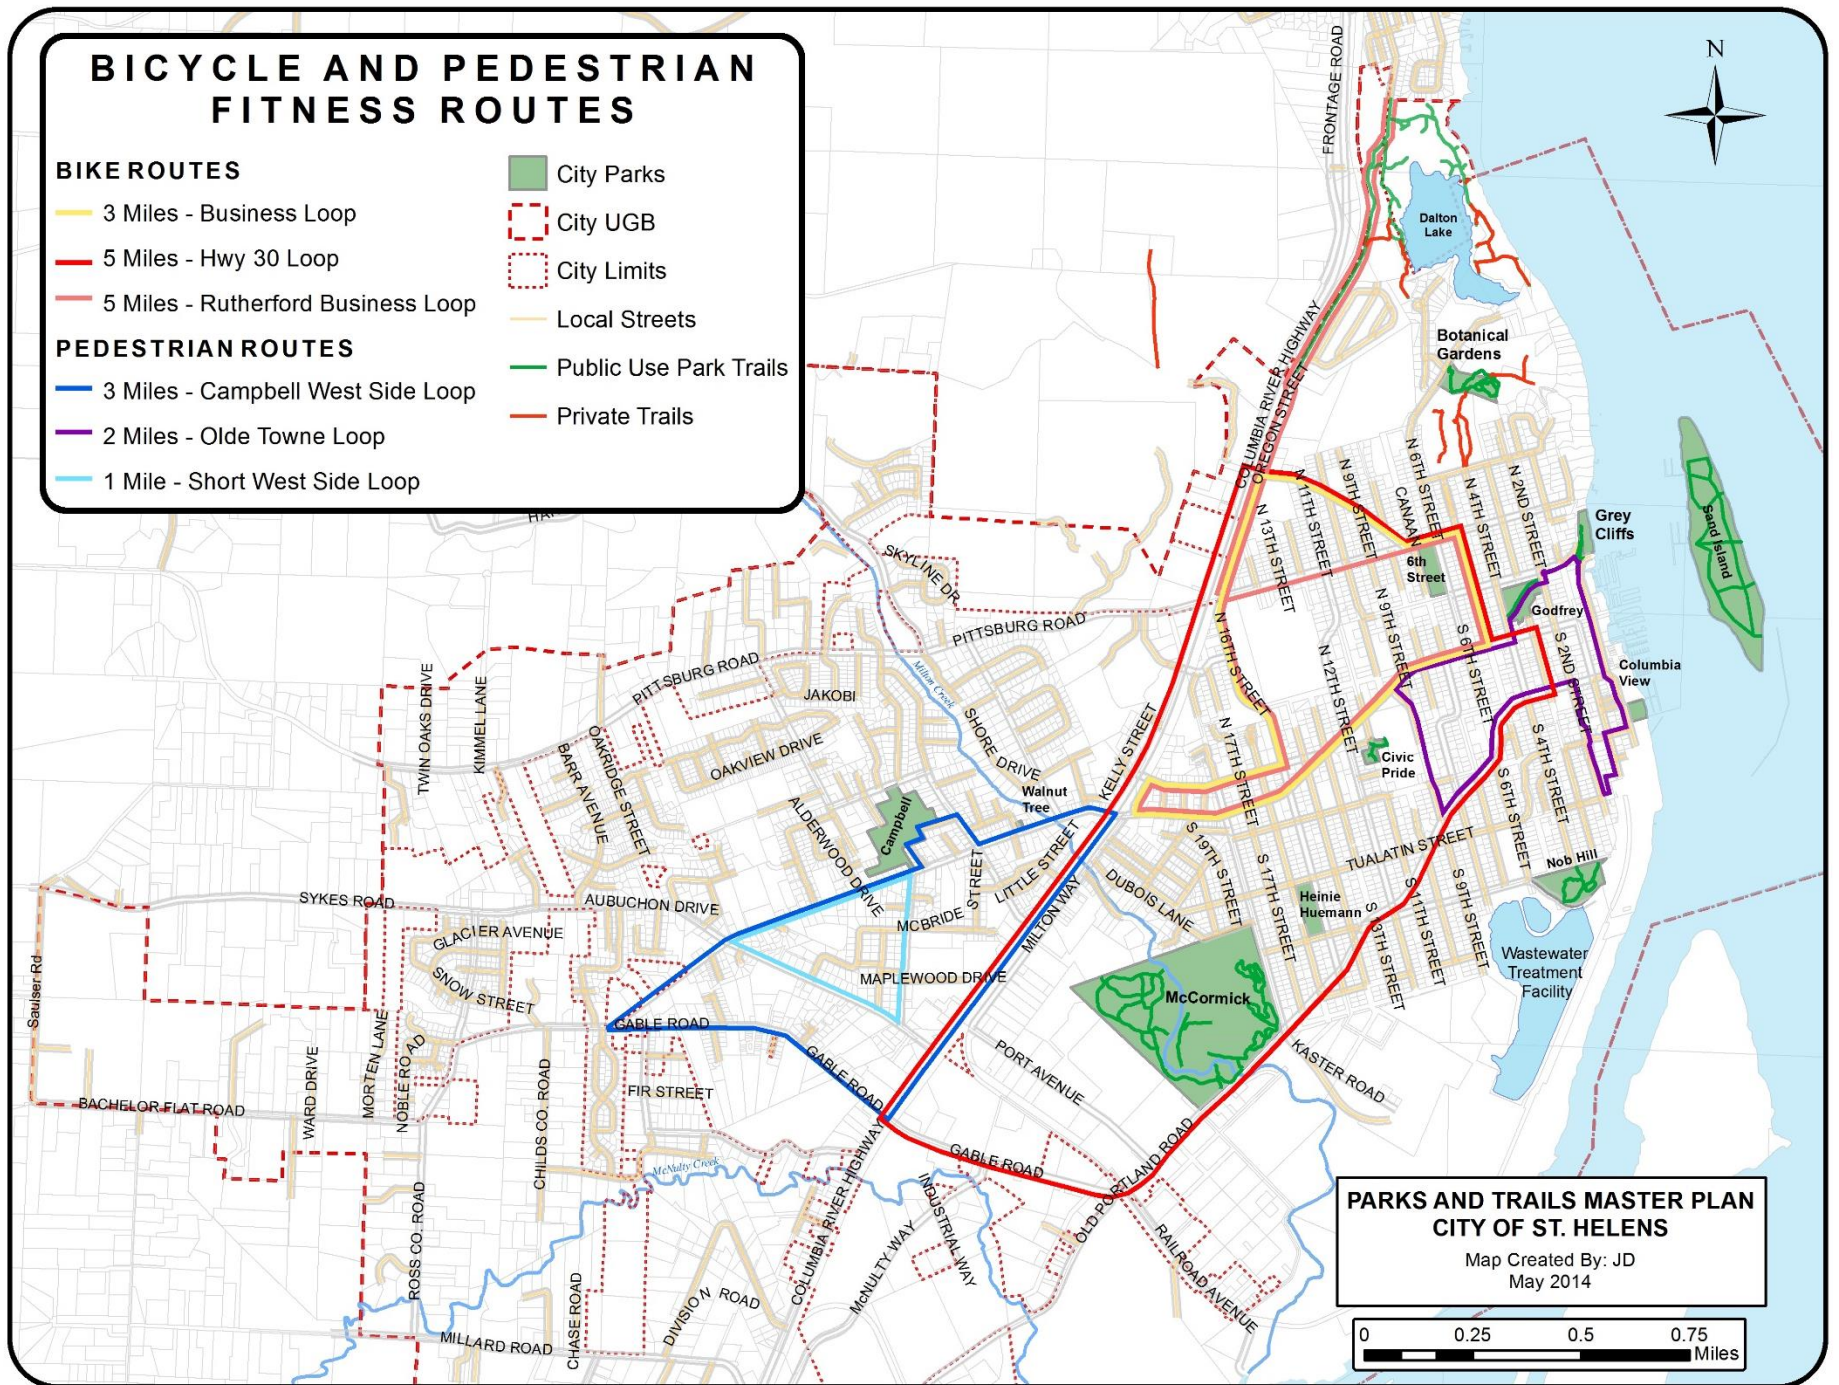 BICYCLE AND PEDESTRIAN
FITNESS ROUTES
BIKE ROUTES
3 Miles - Business Loop
5 Miles - Hwy 30 Loop
5 Miles - Rutherford Business Loop
PEDESTRIAN ROUTES
3 Miles - Campbell West Side Loop
2 Miles - Olde Towne Loop
1 Mile - Short West Side Loop
City Parks
City UGB
City Limits
Local Streets
Public Use Park Trails
Private Trails
N
FRONTAGE ROAD
Dalton
Lake
COLUMBIA RIVER HIGHWAY
OREGON STREET
Botanical
Gardens
N 6TH STREET
N 9TH STREET
N 11TH STREET
CANAAN
N 4TH STREET
N 2ND STREET
N 13TH STREET
Grey
Cliffs
Sand Island
6th
Street
Godfrey
SKYLINE DR
PITTSBURG ROAD
PITTSBURG ROAD
N 16TH STREET
N 12TH STREET
N 9TH STREET
S 6TH STREET
S 2ND STREET
Columbia
View
Milton Creek
JAKOBI
TWIN OAKS DRIVE
KIMMEL LANE
BARR AVENUE
OAKRIDGE STREET
OAKVIEW DRIVE
SHORE DRIVE
KELLY STREET
N 17TH STREET
Civic
Pride
S 4TH STREET
S 6TH STREET
Walnut
Tree
Campbell
ALDERWOOD DRIVE
STREET
LITTLE STREET
MILTON WAY
DUBOIS LANE
S 19TH STREET
S 17TH STREET
TUALATIN STREET
Nob Hill
Heinie
Huemann
S 13TH STREET
S 11TH STREET
S 9TH STREET
SYKES ROAD
AUBUCHON DRIVE
MCBRIDE
GLACIER AVENUE
SNOW STREET
MAPLEWOOD DRIVE
McCormick
Wastewater
Treatment
Facility
Saulser Rd
GABLE ROAD
GABLE ROAD
PORT AVENUE
KASTER ROAD
MORTEN LANE
NOBLE ROAD
WARD DRIVE
CHILDS CO. ROAD
FIR STREET
BACHELOR FLAT ROAD
McNulty Creek
GABLE ROAD
OLD PORTLAND ROAD
COLUMBIA RIVER HIGHWAY
INDUSTRIAL WAY
McNULTY WAY
RAILROAD AVENUE
ROSS CO. ROAD
CHASE ROAD
DIVISION ROAD
MILLARD ROAD
PARKS AND TRAILS MASTER PLAN
CITY OF ST. HELENS
Map Created By: JD
May 2014
0 0.25 0.5 0.75
Miles